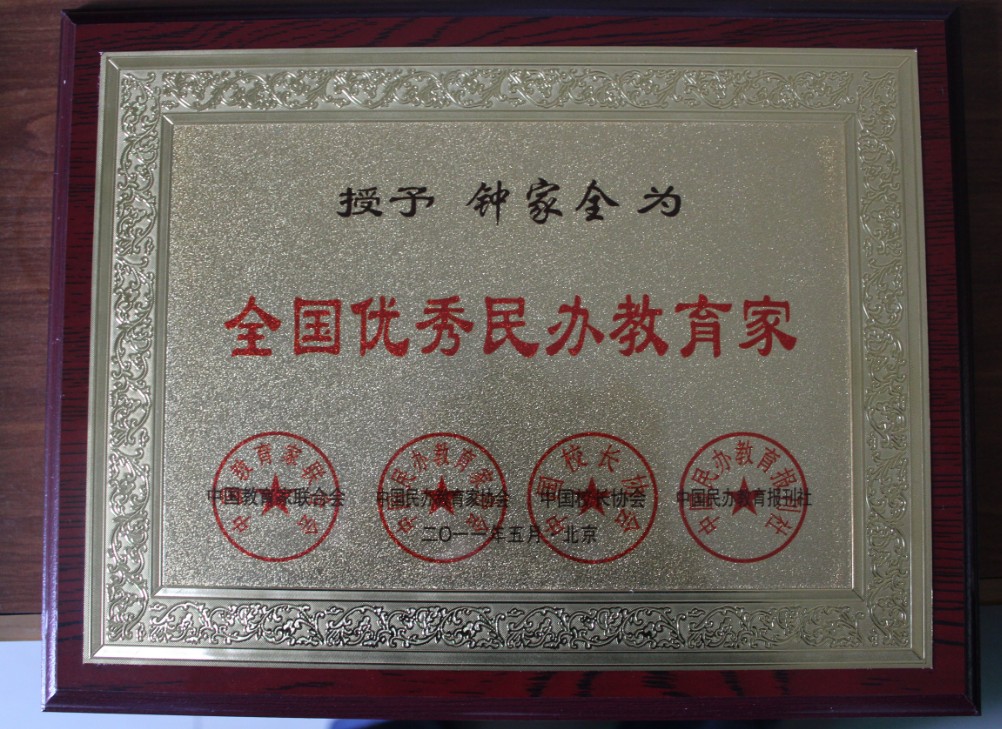 授予 钟家全 为
全国优秀民办教育家
中国教育家联合会 中国民办教育家协会 中国校长协会 中国民办教育报刊社
二〇一一年五月·北京